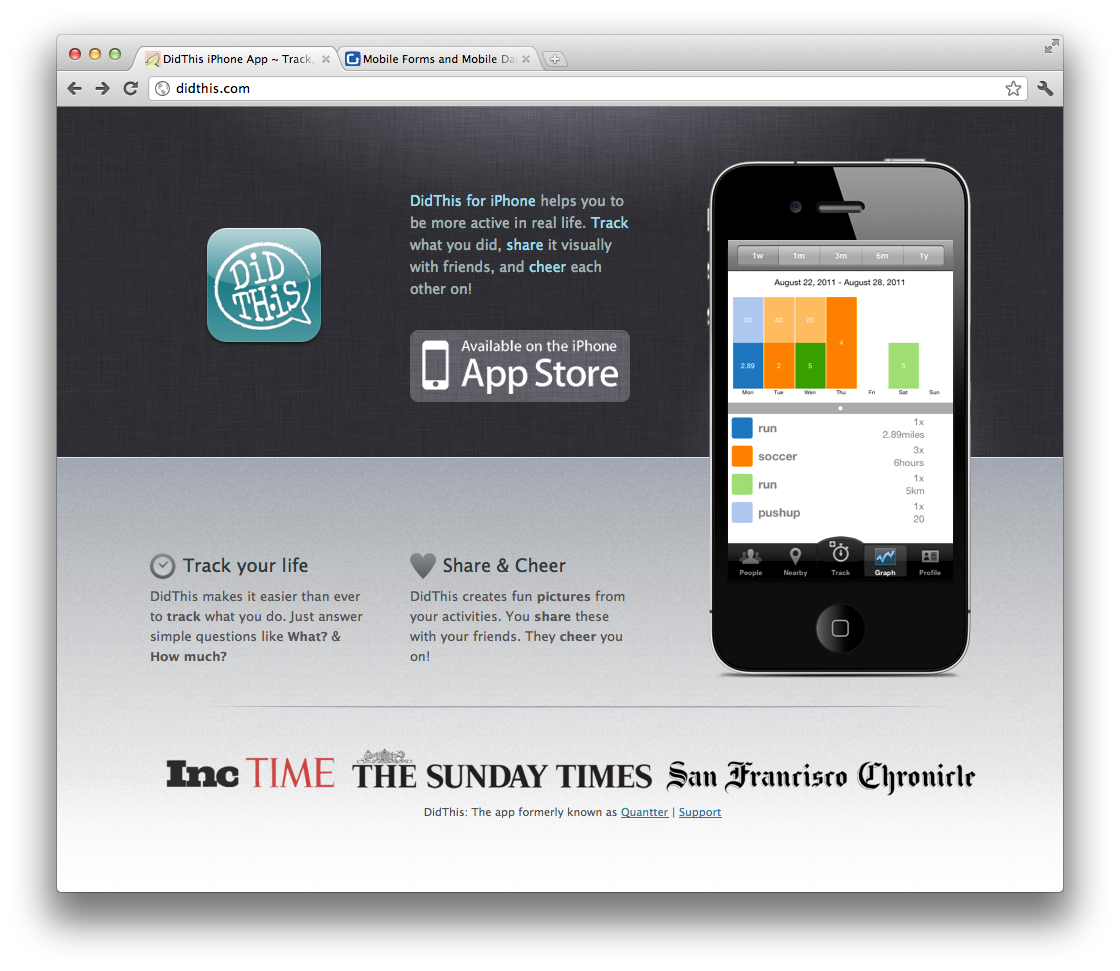 DidThis iPhone App ~ Track,
Mobile Forms and Mobile Da
didthis.com
DiD
THiS
DidThis for iPhone helps you to
be more active in real life. Track
what you did, share it visually
with friends, and cheer each
other on!
Available on the iPhone
App Store
1w 1m 3m 6m 1y
August 22, 2011 - August 28, 2011
20 40 20
4
2.89 2 5 5
Mon Tue Wen Thu Fri Sat Sun
run 1x
2.89miles
soccer 3x
6hours
run 1x
5km
pushup 1x
20
People Nearby Track Graph Profile
Track your life
DidThis makes it easier than ever
to track what you do. Just answer
simple questions like What? &
How much?
Share & Cheer
DidThis creates fun pictures from
your activities. You share these
with your friends. They cheer you
on!
Inc TIME THE SUNDAY TIMES San Francisco Chronicle
DidThis: The app formerly known as Quantter | Support